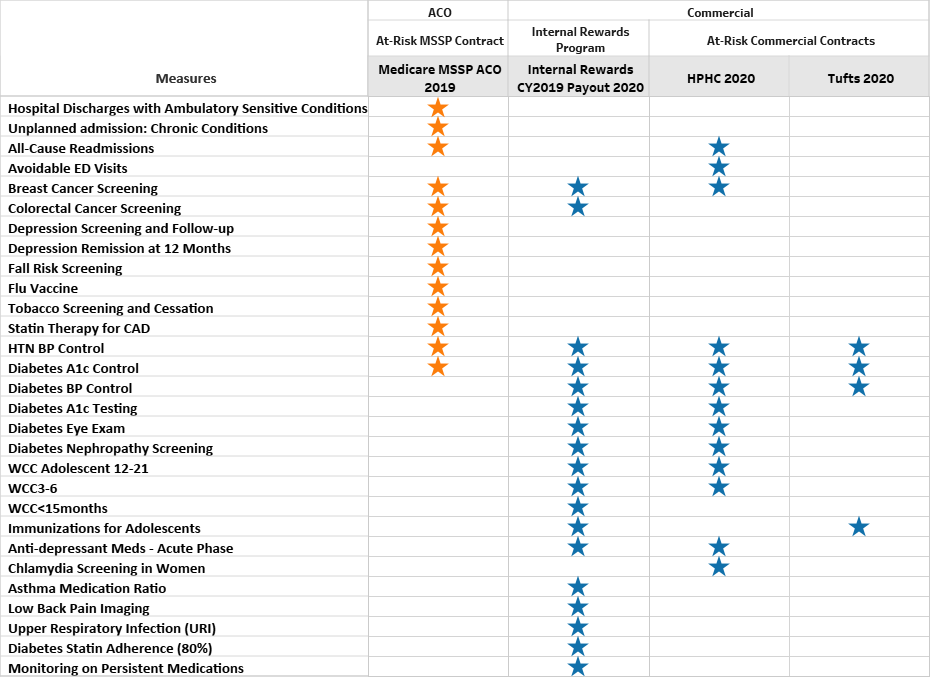 ACO
Commercial
At-Risk MSSP Contract
Internal Rewards
Program
At-Risk Commercial Contracts
Measures
Medicare MSSP ACO
2019
Internal Rewards
CY2019 Payout 2020
HPHC 2020
Tufts 2020
Hospital Discharges with Ambulatory Sensitive Conditions
Unplanned admission: Chronic Conditions
All-Cause Readmissions
Avoidable ED Visits
Breast Cancer Screening
Colorectal Cancer Screening
Depression Screening and Follow-up
Depression Remission at 12 Months
Fall Risk Screening
Flu Vaccine
Tobacco Screening and Cessation
Statin Therapy for CAD
HTN BP Control
Diabetes A1c Control
Diabetes BP Control
Diabetes A1c Testing
Diabetes Eye Exam
Diabetes Nephropathy Screening
WCC Adolescent 12-21
WCC3-6
WCC<15months
Immunizations for Adolescents
Anti-depressant Meds - Acute Phase
Chlamydia Screening in Women
Asthma Medication Ratio
Low Back Pain Imaging
Upper Respiratory Infection (URI)
Diabetes Statin Adherence (80%)
Monitoring on Persistent Medications